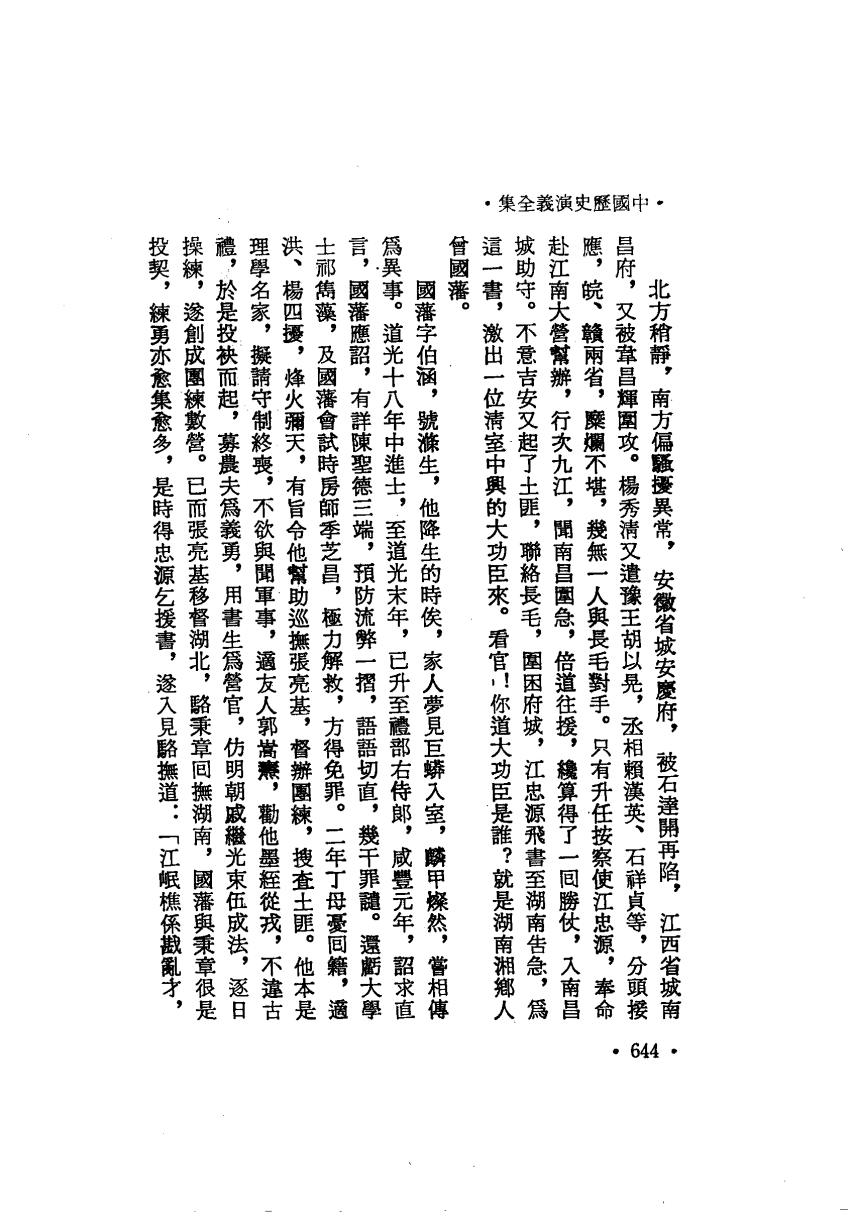 •中國歷史演義全集•
北方稍靜，南方偏騷擾異常，安徽省城安慶府，被石達開再陷，江西省城南
昌府，又被韋昌輝圍攻。楊秀清又遣豫王胡以晃，丞相賴漢英、石祥貞等，分頭接
應，皖、贛兩省，糜爛不堪，幾無一人與長毛對手。只有升任按察使江忠源，奉命
赴江南大營幫辦，行次九江，聞南昌圍急，倍道往援，纔算得了一回勝仗，入南昌
城助守。不意吉安又起了土匪，聯絡長毛，圍困府城，江忠源飛書至湖南告急，爲
這一書，激出一位清室中興的大功臣來。看官！你道大功臣是誰？就是湖南湘鄉人
曾國藩。
國藩字伯涵，號滌生，他降生的時候，家人夢見巨蟒入室，鱗甲燦然，嘗相傳
爲異事。道光十八年中進士，至道光末年，已升至禮部右侍郎，咸豐元年，詔求直
言，國藩應詔，有詳陳聖德三端，預防流弊一摺，語語切直，幾干罪譴。還虧大學
士祁雋藻，及國藩會試時房師季芝昌，極力解救，方得免罪。二年丁母憂回籍，適
洪、楊四擾，烽火彌天，有旨令他幫助巡撫張亮基，督辦團練，搜查土匪。他本是
理學名家，擬請守制終喪，不欲與聞軍事，適友人郭嵩燾，勸他墨絰從戎，不違古
禮，於是投袂而起，募農夫爲義勇，用書生爲營官，仿明朝戚繼光束伍成法，逐日
操練，遂創成團練數營。已而張亮基移督湖北，駱秉章回撫湖南，國藩與秉章很是
投契，練勇亦愈集愈多，是時得忠源乞援書，遂入見駱撫道：「江岷樵係戡亂才，
• 644 •